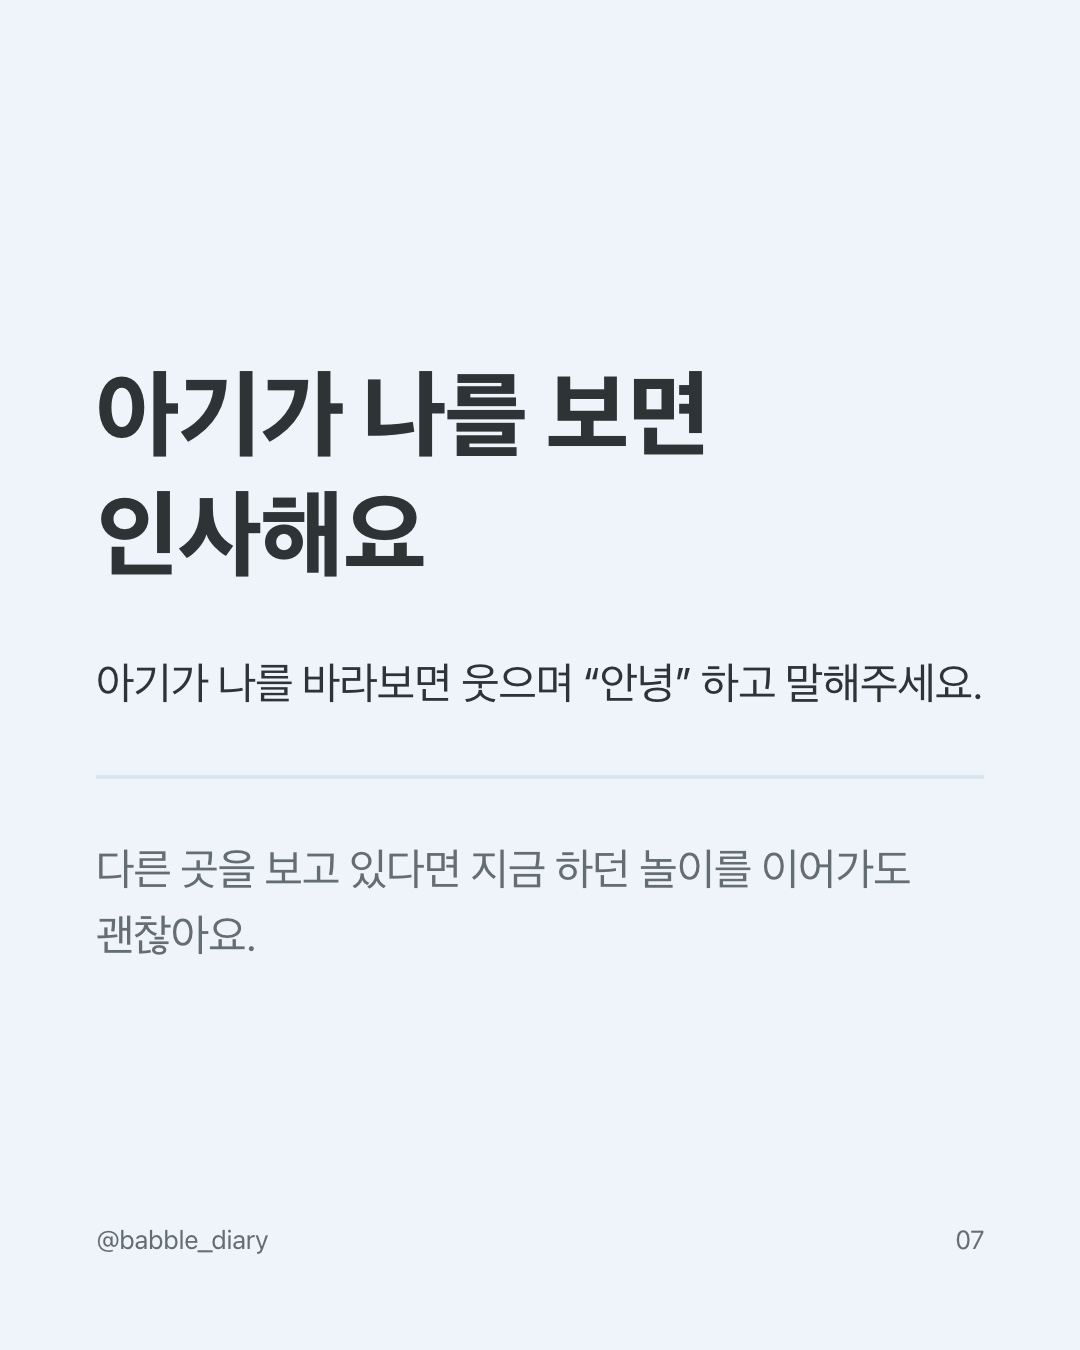 아기가 나를 보면
인사해요
아기가 나를 바라보면 웃으며 “안녕” 하고 말해주세요.
다른 곳을 보고 있다면 지금 하던 놀이를 이어가도
괜찮아요.
@babble_diary
07